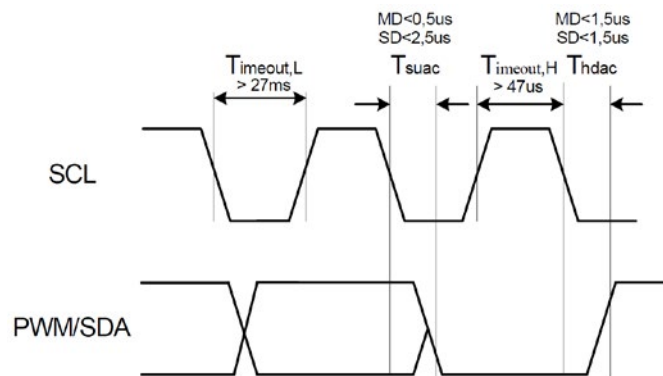 MD<0,5us
SD<2,5us
MD<1,5us
SD<1,5us
Timeout,L
> 27ms
Tsuac
Timeout,H
> 47us
Thdac
SCL
PWM/SDA